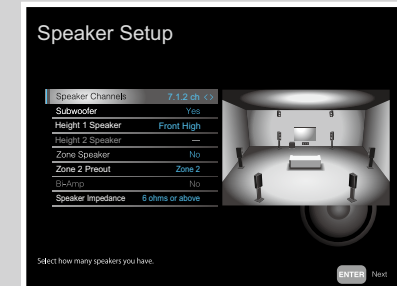 Speaker Setup
Speaker Channels 7.1.2 ch <>
Subwoofer Yes
Height 1 Speaker Front High
Height 2 Speaker —
Zone Speaker No
Zone 2 Preout Zone 2
Bi-Amp No
Speaker Impedance 6 ohms or above
Select how many speakers you have.
ENTER Next